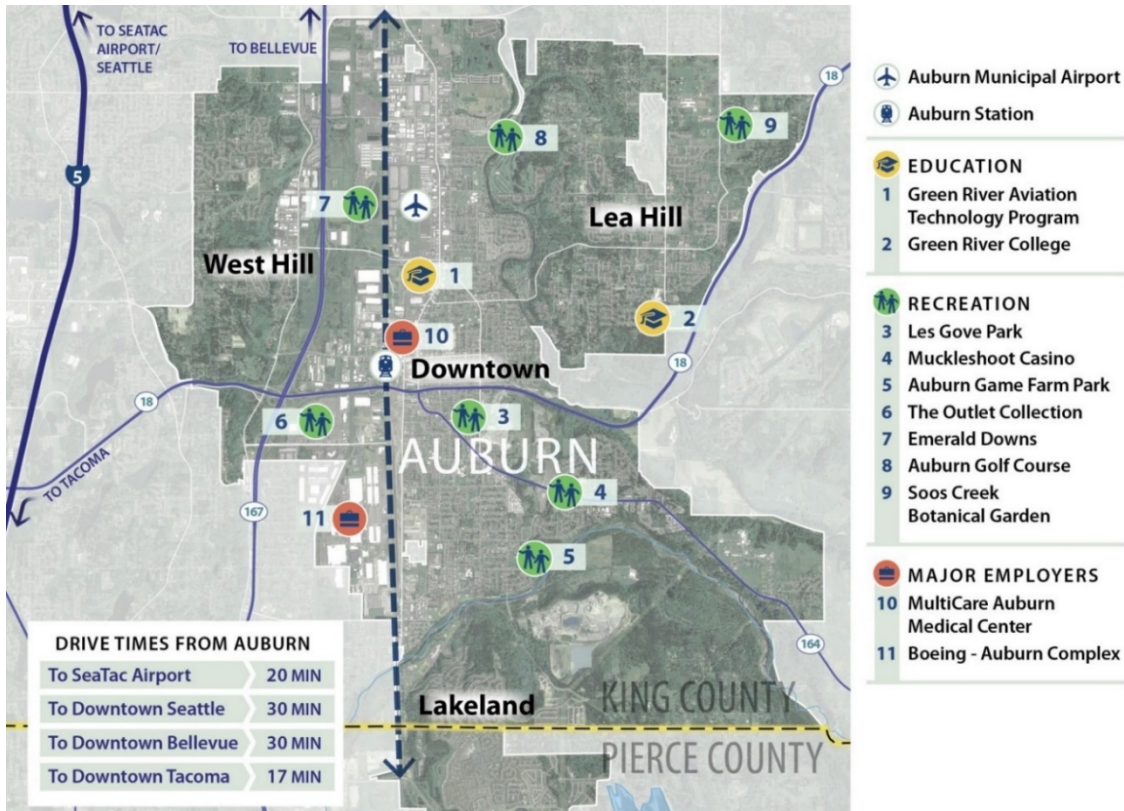 TO SEATAC
AIRPORT/
SEATTLE
TO BELLEVUE
18
5
8
9
7
Lea Hill
West Hill
1
2
10
18
Downtown
18
6
3
AUBURN
TO TACOMA
4
167
11
5
164
Lakeland
KING COUNTY
PIERCE COUNTY
DRIVE TIMES FROM AUBURN
To SeaTac Airport 20 MIN
To Downtown Seattle 30 MIN
To Downtown Bellevue 30 MIN
To Downtown Tacoma 17 MIN
Auburn Municipal Airport
Auburn Station
EDUCATION
1 Green River Aviation
Technology Program
2 Green River College
RECREATION
3 Les Gove Park
4 Muckleshoot Casino
5 Auburn Game Farm Park
6 The Outlet Collection
7 Emerald Downs
8 Auburn Golf Course
9 Soos Creek
Botanical Garden
MAJOR EMPLOYERS
10 MultiCare Auburn
Medical Center
11 Boeing - Auburn Complex